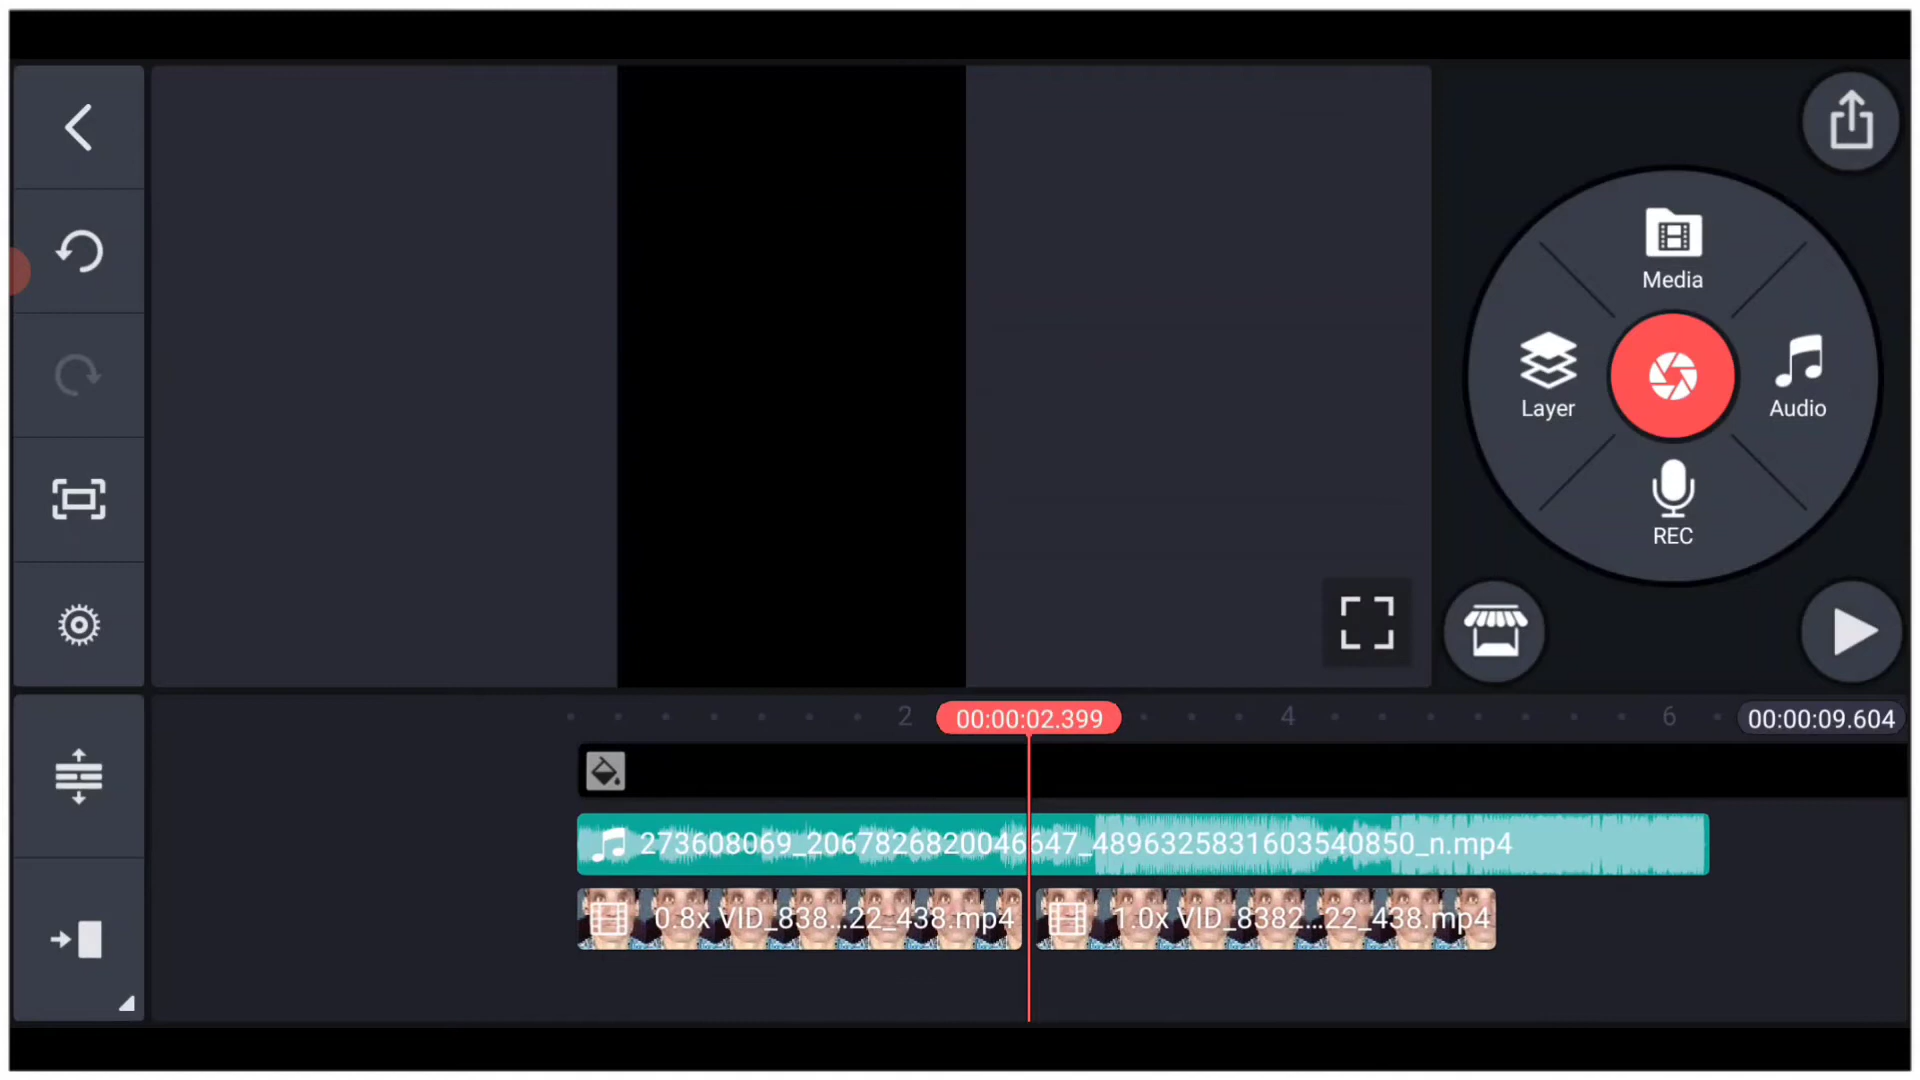 Media
Layer
Audio
REC
2
00:00:02.399
4
6
00:00:09.604
273608069_2067826820046647_4896325831603540850_n.mp4
0.8x VID_838...22_438.mp4
1.0x VID_8382...22_438.mp4